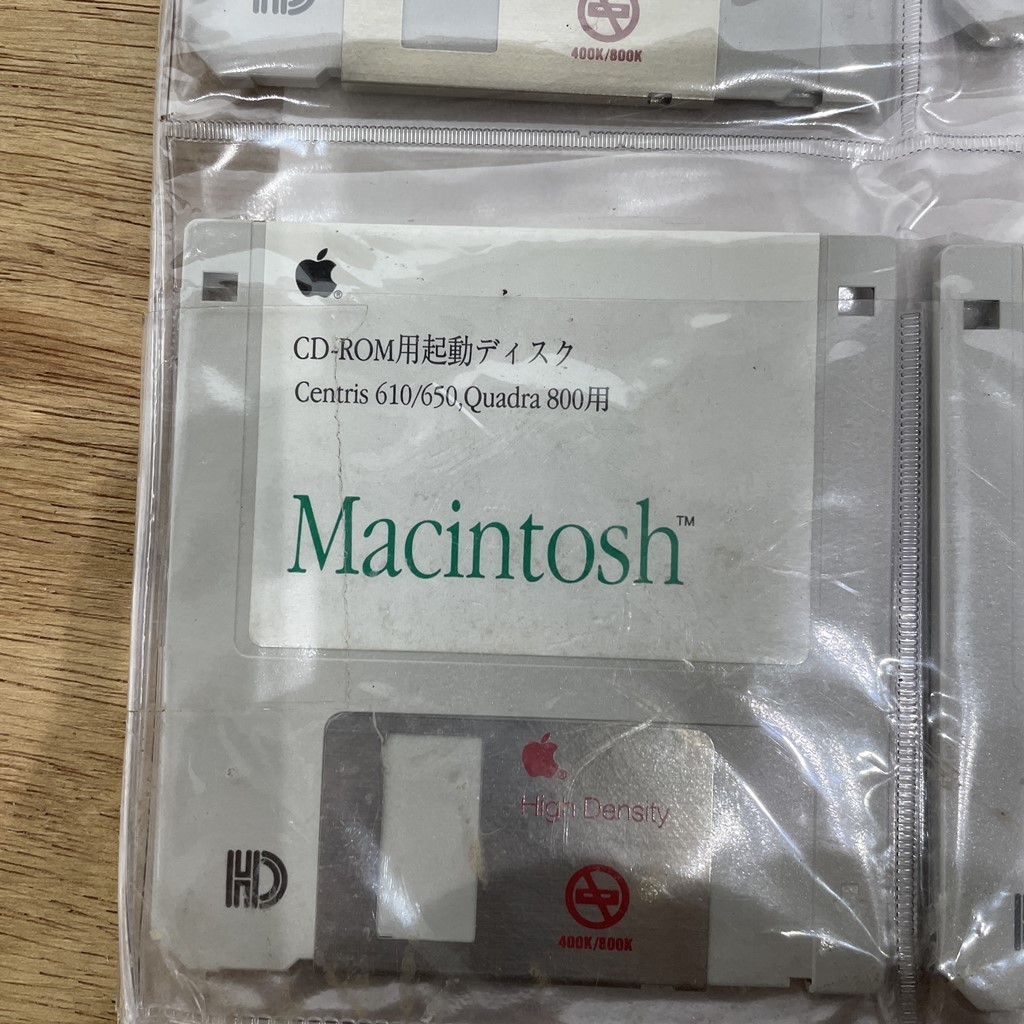 HD
400K/800K
CD-ROM用起動ディスク
Centris 610/650,Quadra 800用
Macintosh™
High Density
HD
400K/800K